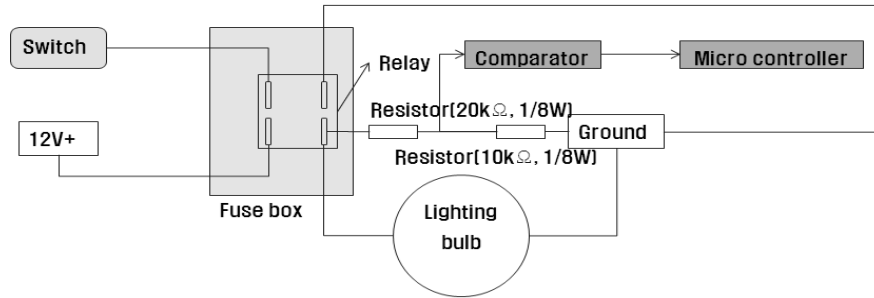 Switch
Relay
Comparator
Micro controller
Resistor(20kΩ, 1/8W)
12V+
Ground
Resistor(10kΩ, 1/8W)
Fuse box
Lighting
bulb